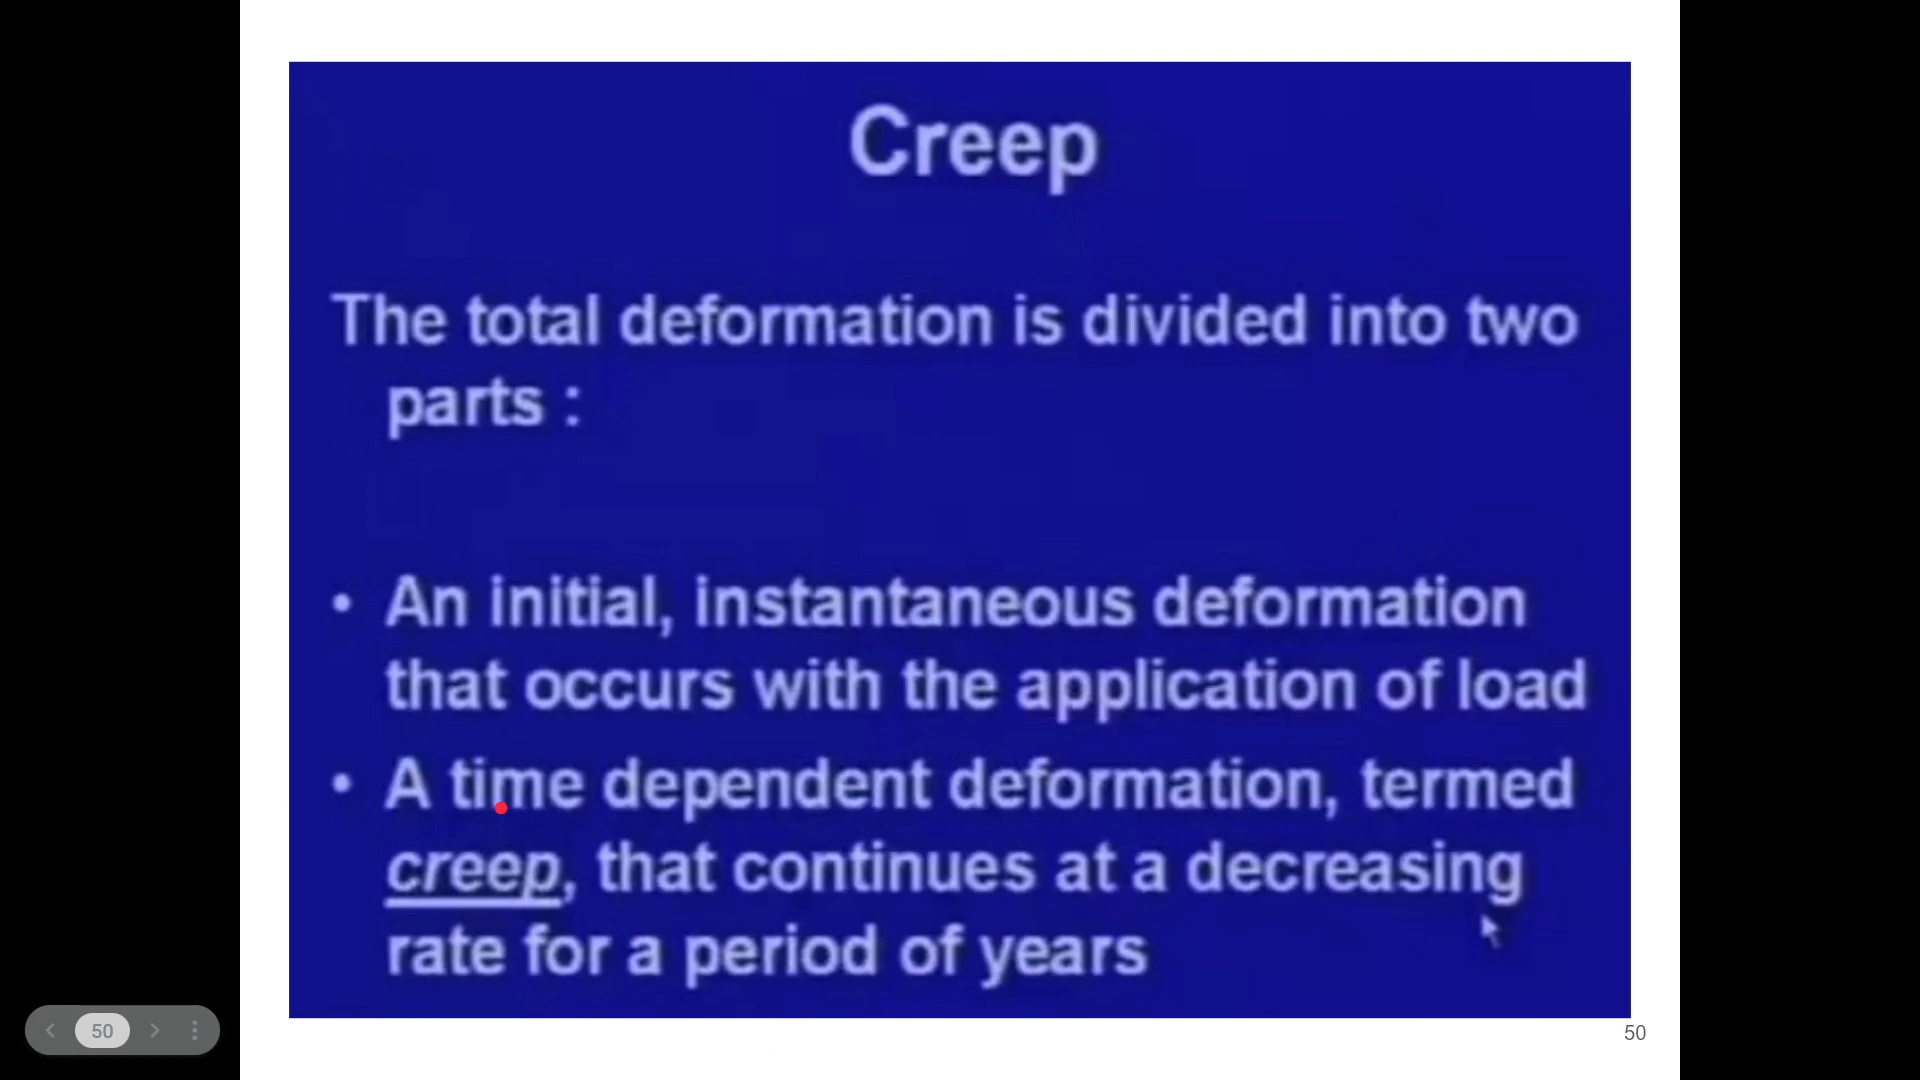 Creep
The total deformation is divided into two
parts :
• An initial, instantaneous deformation
that occurs with the application of load
• A time dependent deformation, termed
creep, that continues at a decreasing
rate for a period of years
50
50